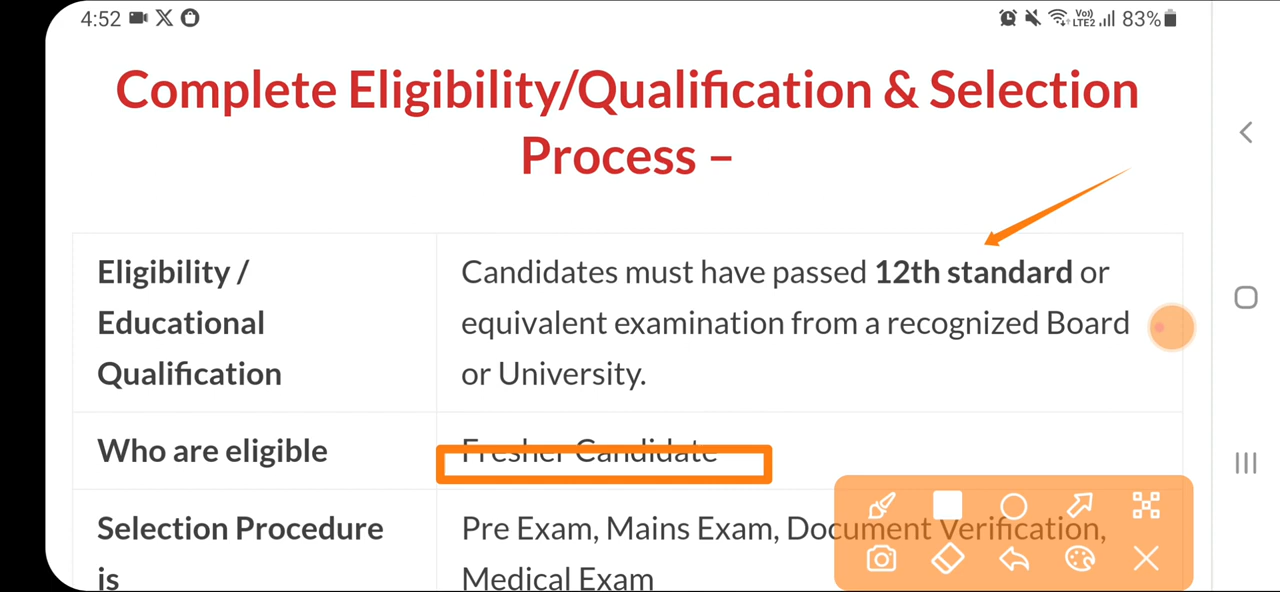 4:52
Vo))
LTE2
83%
Complete Eligibility/Qualification & Selection
Process –
Eligibility /
Educational
Qualification
Candidates must have passed 12th standard or
equivalent examination from a recognized Board
or University.
Who are eligible
Fresher Candidate
Selection Procedure
is
Pre Exam, Mains Exam, Document Verification,
Medical Exam